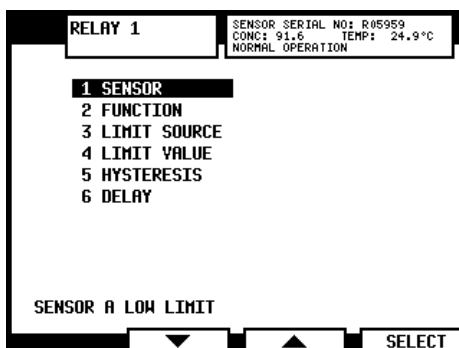 RELAY 1
SENSOR SERIAL NO: R05959
CONC: 91.6 TEMP: 24.9°C
NORMAL OPERATION
1 SENSOR
2 FUNCTION
3 LIMIT SOURCE
4 LIMIT VALUE
5 HYSTERESIS
6 DELAY
SENSOR A LOW LIMIT
SELECT